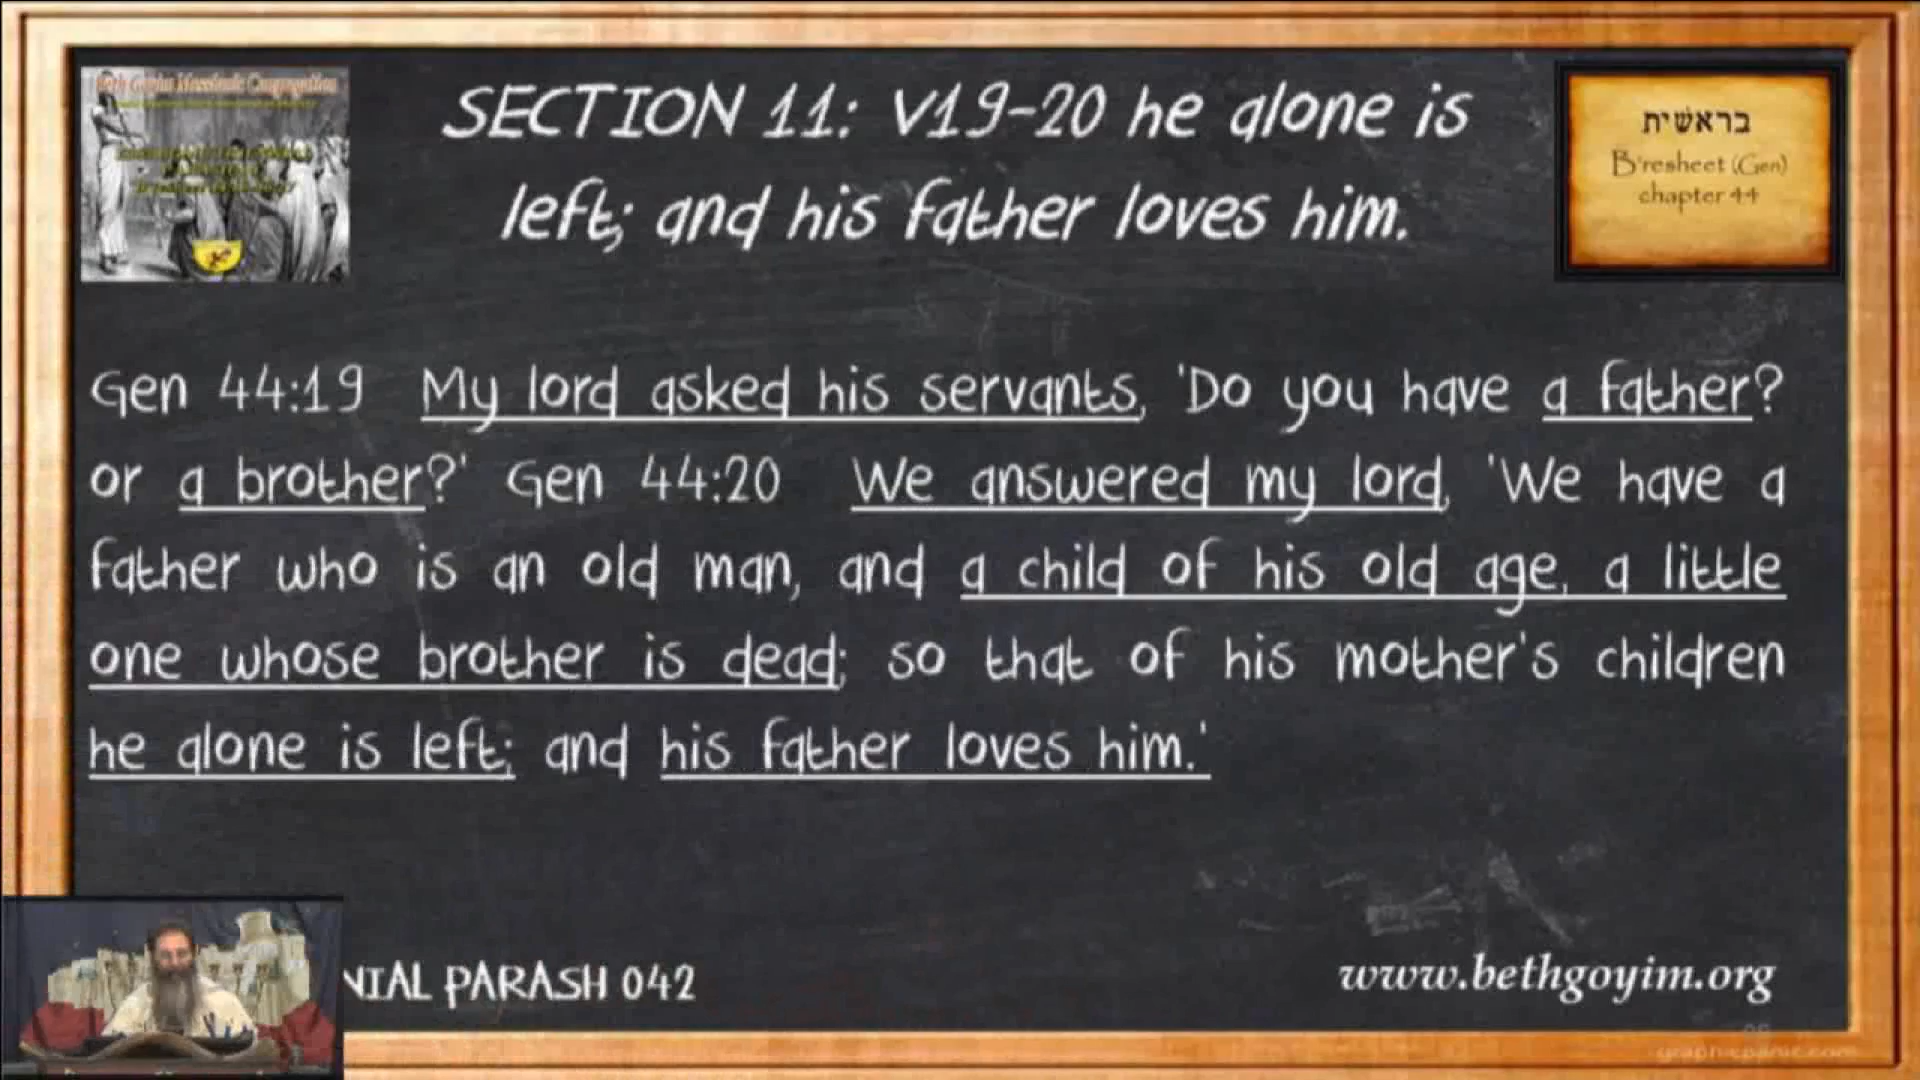 Beth Goyim Messianic Congregation
SECTION 11: V19-20 he alone is
left; and his father loves him.
בראשית
B'resheet (Gen)
chapter 44
Gen 44:19 My lord asked his servants, 'Do you have a father?
or a brother?' Gen 44:20 We answered my lord, 'We have a
father who is an old man, and a child of his old age, a little
one whose brother is dead; so that of his mother's children
he alone is left; and his father loves him.'
NIAL PARASH 042
www.bethgoyim.org